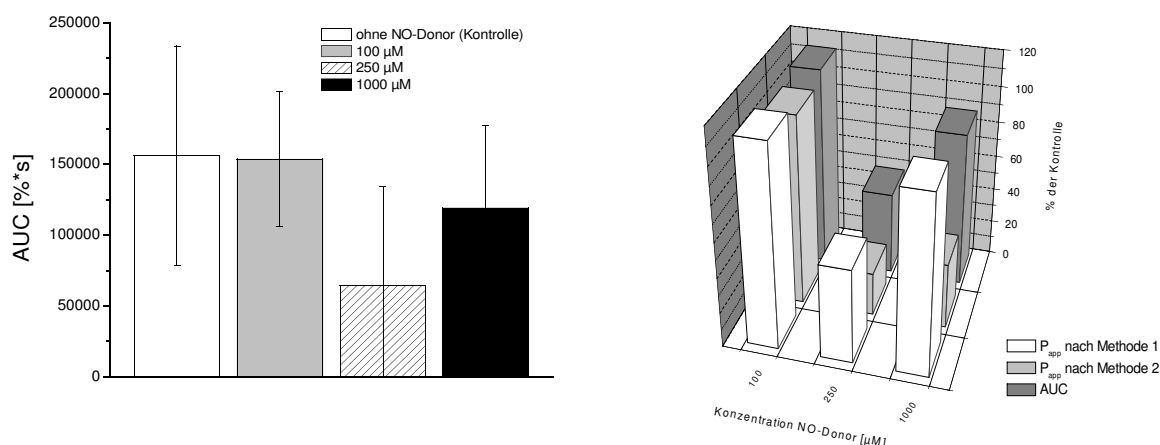 250000
200000
150000
100000
50000
0
AUC [%*s]
ohne NO-Donor (Kontrolle)
100 µM
250 µM
1000 µM
120
100
80
60
40
20
0
% der Kontrolle
100
250
1000
Konzentration NO-Donor [µM]
P_app nach Methode 1
P_app nach Methode 2
AUC